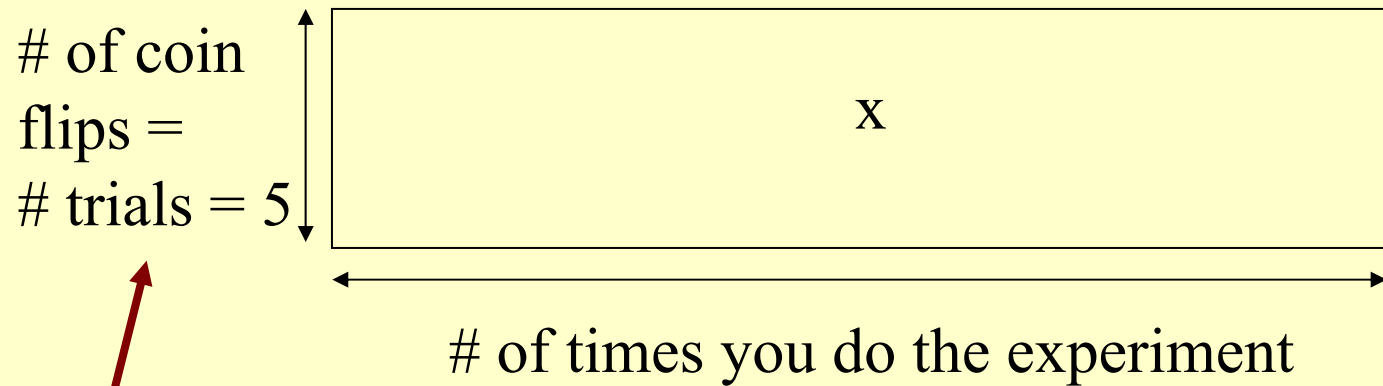 # of coin
flips =
# trials = 5
x
# of times you do the experiment